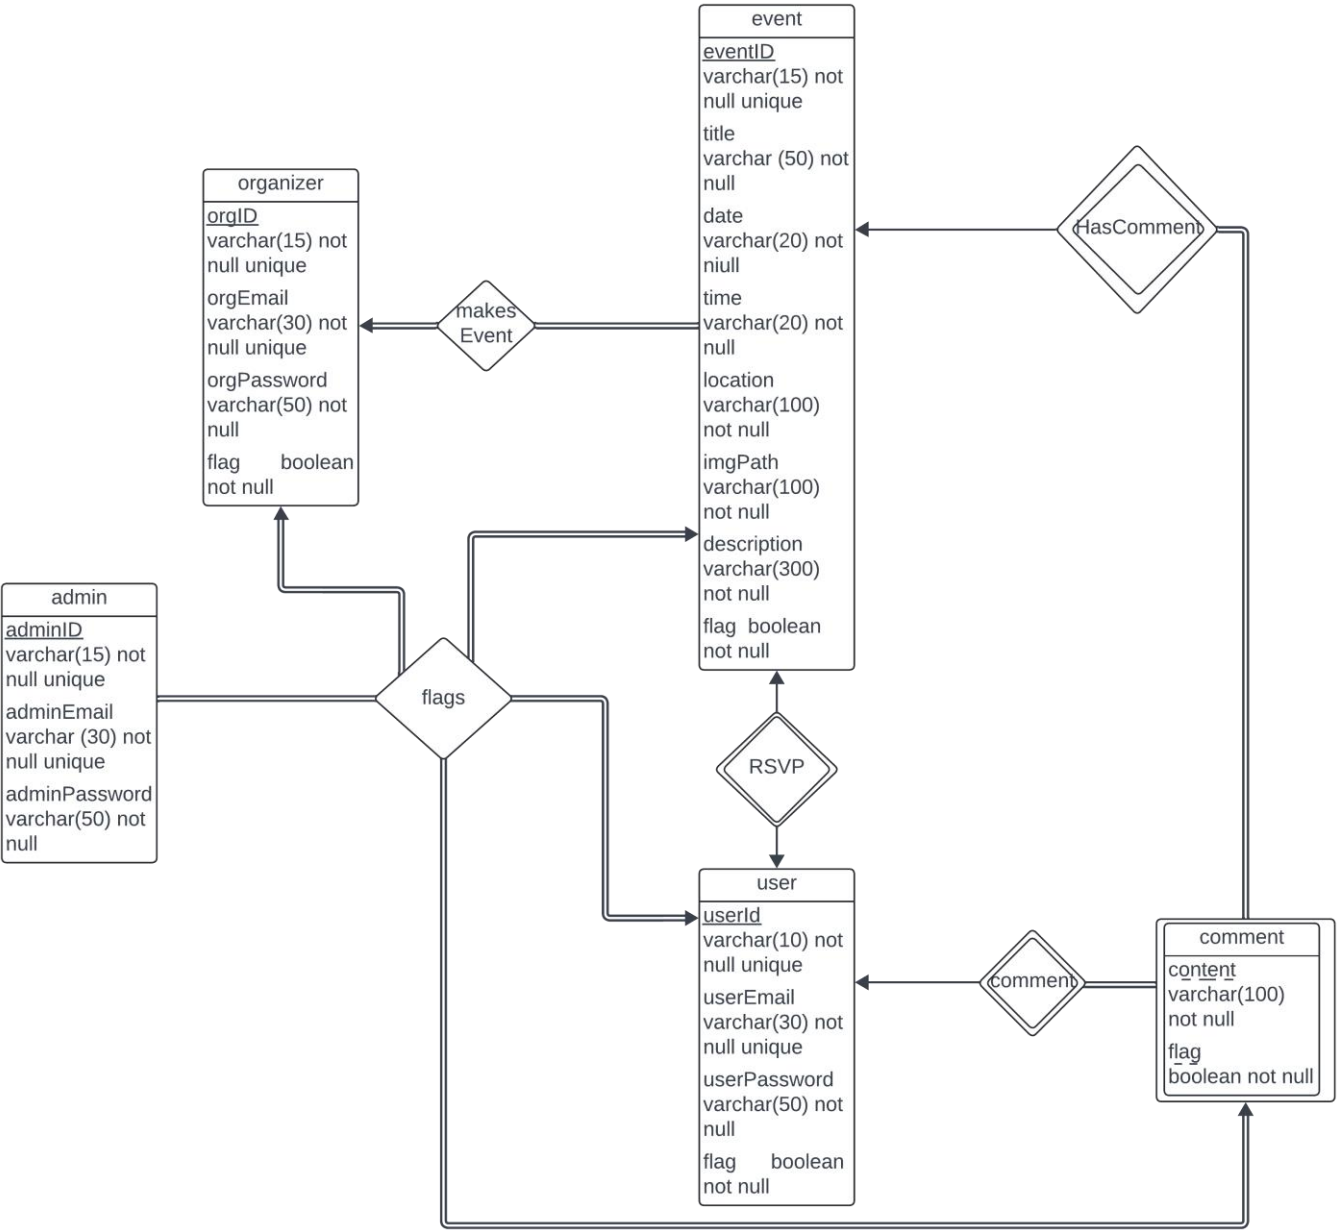 event
eventID
varchar(15) not
null unique
title
varchar (50) not
null
date
varchar(20) not
niull
time
varchar(20) not
null
location
varchar(100)
not null
imgPath
varchar(100)
not null
description
varchar(300)
not null
flag boolean
not null
organizer
orgID
varchar(15) not
null unique
orgEmail
varchar(30) not
null unique
orgPassword
varchar(50) not
null
flag boolean
not null
makes
Event
HasComment
admin
adminID
varchar(15) not
null unique
adminEmail
varchar (30) not
null unique
adminPassword
varchar(50) not
null
flags
RSVP
user
userId
varchar(10) not
null unique
userEmail
varchar(30) not
null unique
userPassword
varchar(50) not
null
flag boolean
not null
comment
comment
content
varchar(100)
not null
flag
boolean not null